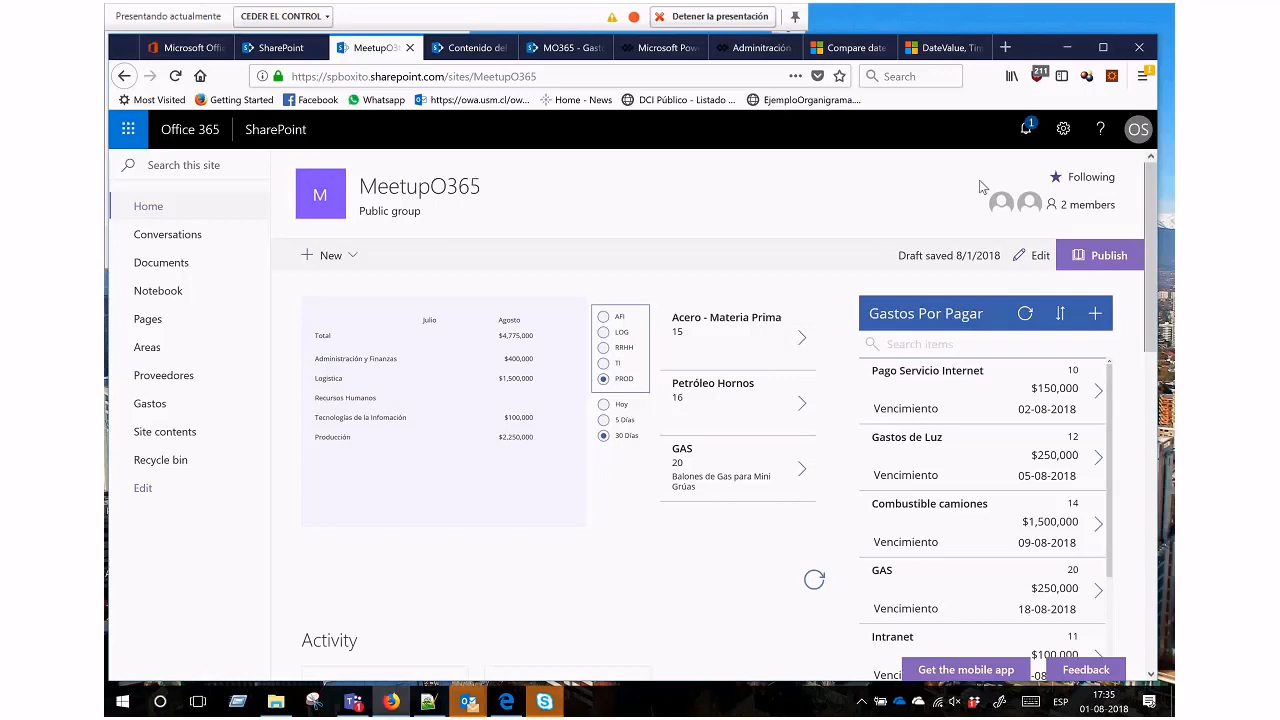 Presentando actualmente CEDER EL CONTROL Detener la presentación
Microsoft Offic SharePoint MeetupO36 Contenido del MO365 - Gast Microsoft Pow Adminitración Compare date DateValue, Tim
https://spboxito.sharepoint.com/sites/MeetupO365 Search 211
Most Visited Getting Started Facebook Whatsapp https://owa.usm.cl/ow... Home - News DCI Público - Listado ... EjemploOrganigrama....
Office 365 SharePoint 1 ? OS
Search this site
Home
Conversations
Documents
Notebook
Pages
Areas
Proveedores
Gastos
Site contents
Recycle bin
Edit
M
MeetupO365
Public group
Following
2 members
New
Draft saved 8/1/2018 Edit Publish
Julio Agosto
Total $4,775,000
Administración y Finanzas $400,000
Logistica $1,500,000
Recursos Humanos
Tecnologías de la Infomación $100,000
Producción $2,250,000
AFI
LOG
RRHH
TI
PROD
Hoy
5 Días
30 Días
Acero - Materia Prima
15
Petróleo Hornos
16
GAS
20
Balones de Gas para Mini
Grúas
Gastos Por Pagar
Search items
Pago Servicio Internet 10
$150,000
Vencimiento 02-08-2018
Gastos de Luz 12
$250,000
Vencimiento 05-08-2018
Combustible camiones 14
$1,500,000
Vencimiento 09-08-2018
GAS 20
$250,000
Vencimiento 18-08-2018
Intranet 11
$100,000
Activity
Get the mobile app Feedback
ESP 17:35
01-08-2018